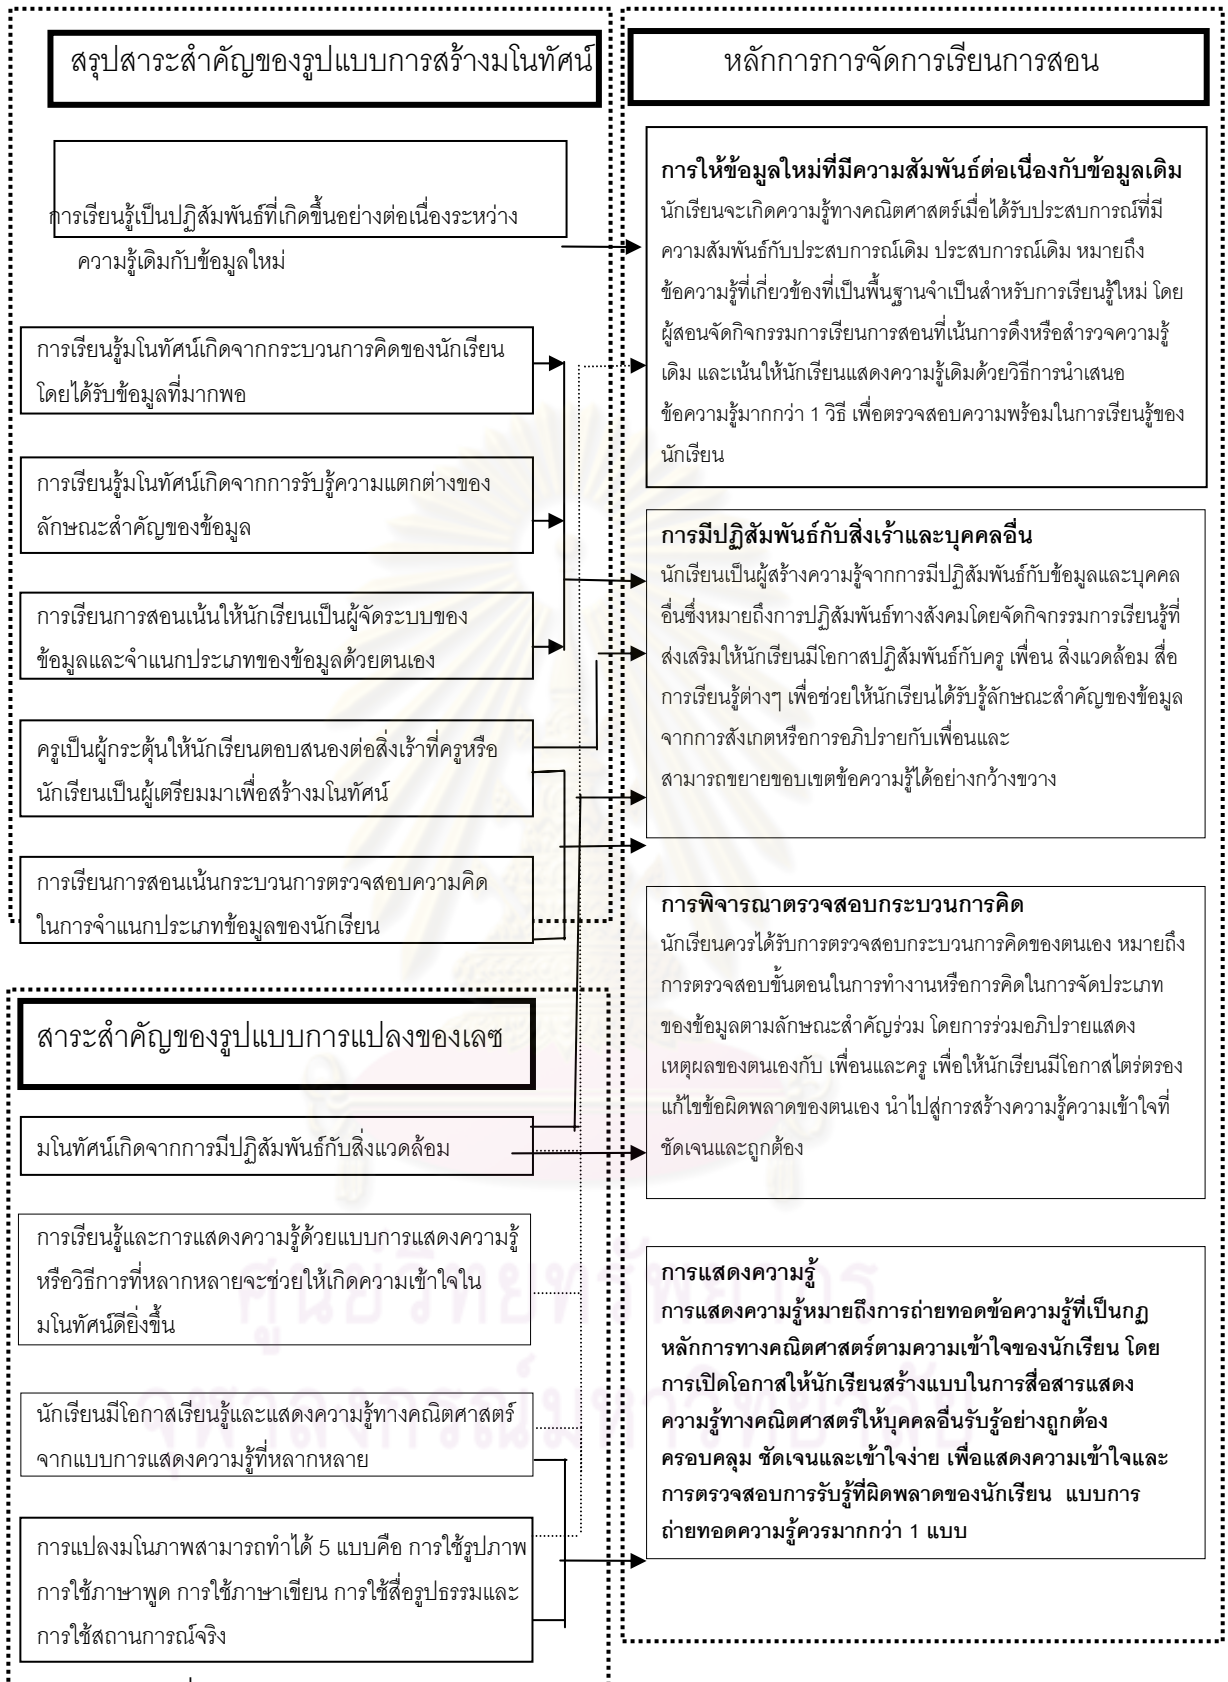 สรุปสาระสำคัญของรูปแบบการสร้างมโนทัศน์
การเรียนรู้เป็นปฏิสัมพันธ์ที่เกิดขึ้นอย่างต่อเนื่องระหว่าง
ความรู้เดิมกับข้อมูลใหม่
การเรียนรู้มโนทัศน์เกิดจากกระบวนการคิดของนักเรียน
โดยได้รับข้อมูลที่มากพอ
การเรียนรู้มโนทัศน์เกิดจากการรับรู้ความแตกต่างของ
ลักษณะสำคัญของข้อมูล
การเรียนการสอนเน้นให้นักเรียนเป็นผู้จัดระบบของ
ข้อมูลและจำแนกประเภทของข้อมูลด้วยตนเอง
ครูเป็นผู้กระตุ้นให้นักเรียนตอบสนองต่อสิ่งเร้าที่ครูหรือ
นักเรียนเป็นผู้เตรียมมาเพื่อสร้างมโนทัศน์
การเรียนการสอนเน้นกระบวนการตรวจสอบความคิด
ในการจำแนกประเภทข้อมูลของนักเรียน
สาระสำคัญของรูปแบบการแปลงของเลซ
มโนทัศน์เกิดจากการมีปฏิสัมพันธ์กับสิ่งแวดล้อม
การเรียนรู้และการแสดงความรู้ด้วยแบบการแสดงความรู้
หรือวิธีการที่หลากหลายจะช่วยให้เกิดความเข้าใจใน
มโนทัศน์ดียิ่งขึ้น
นักเรียนมีโอกาสเรียนรู้และแสดงความรู้ทางคณิตศาสตร์
จากแบบการแสดงความรู้ที่หลากหลาย
การแปลงมโนภาพสามารถทำได้ 5 แบบคือ การใช้รูปภาพ
การใช้ภาษาพูด การใช้ภาษาเขียน การใช้สื่อรูปธรรมและ
การใช้สถานการณ์จริง
หลักการการจัดการเรียนการสอน
การให้ข้อมูลใหม่ที่มีความสัมพันธ์ต่อเนื่องกับข้อมูลเดิม
นักเรียนจะเกิดความรู้ทางคณิตศาสตร์เมื่อได้รับประสบการณ์ที่มี
ความสัมพันธ์กับประสบการณ์เดิม ประสบการณ์เดิม หมายถึง
ข้อความรู้ที่เกี่ยวข้องที่เป็นพื้นฐานจำเป็นสำหรับการเรียนรู้ใหม่ โดย
ผู้สอนจัดกิจกรรมการเรียนการสอนที่เน้นการดึงหรือสำรวจความรู้
เดิม และเน้นให้นักเรียนแสดงความรู้เดิมด้วยวิธีการนำเสนอ
ข้อความรู้มากกว่า 1 วิธี เพื่อตรวจสอบความพร้อมในการเรียนรู้ของ
นักเรียน
การมีปฏิสัมพันธ์กับสิ่งเร้าและบุคคลอื่น
นักเรียนเป็นผู้สร้างความรู้จากการมีปฏิสัมพันธ์กับข้อมูลและบุคคล
อื่นซึ่งหมายถึงการปฏิสัมพันธ์ทางสังคมโดยจัดกิจกรรมการเรียนรู้ที่
ส่งเสริมให้นักเรียนมีโอกาสปฏิสัมพันธ์กับครู เพื่อน สิ่งแวดล้อม สื่อ
การเรียนรู้ต่างๆ เพื่อช่วยให้นักเรียนได้รับรู้ลักษณะสำคัญของข้อมูล
จากการสังเกตหรือการอภิปรายกับเพื่อนและ
สามารถขยายขอบเขตข้อความรู้ได้อย่างกว้างขวาง
การพิจารณาตรวจสอบกระบวนการคิด
นักเรียนควรได้รับการตรวจสอบกระบวนการคิดของตนเอง หมายถึง
การตรวจสอบขั้นตอนในการทำงานหรือการคิดในการจัดประเภท
ของข้อมูลตามลักษณะสำคัญร่วม โดยการร่วมอภิปรายแสดง
เหตุผลของตนเองกับ เพื่อนและครู เพื่อให้นักเรียนมีโอกาสไตร่ตรอง
แก้ไขข้อผิดพลาดของตนเอง นำไปสู่การสร้างความรู้ความเข้าใจที่
ชัดเจนและถูกต้อง
การแสดงความรู้
การแสดงความรู้หมายถึงการถ่ายทอดข้อความรู้ที่เป็นกฏ
หลักการทางคณิตศาสตร์ตามความเข้าใจของนักเรียน โดย
การเปิดโอกาสให้นักเรียนสร้างแบบในการสื่อสารแสดง
ความรู้ทางคณิตศาสตร์ให้บุคคลอื่นรับรู้อย่างถูกต้อง
ครอบคลุม ชัดเจนและเข้าใจง่าย เพื่อแสดงความเข้าใจและ
การตรวจสอบการรับรู้ที่ผิดพลาดของนักเรียน แบบการ
ถ่ายทอดความรู้ควรมากกว่า 1 แบบ
ศูนย์วิทยทรัพยากร
จุฬาลงกรณ์มหาวิทยาลัย